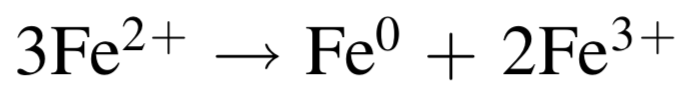 3Fe²⁺ → Fe⁰ + 2Fe³⁺